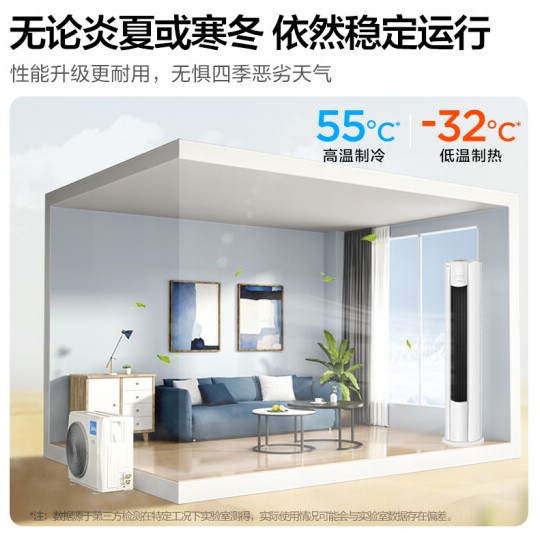 无论炎夏或寒冬 依然稳定运行
性能升级更耐用，无惧四季恶劣天气
55°C* -32°C*
高温制冷 低温制热
*注：数据源于第三方检测在特定工况下实验室测得，实际使用情况可能会与实验室数据存在偏差。